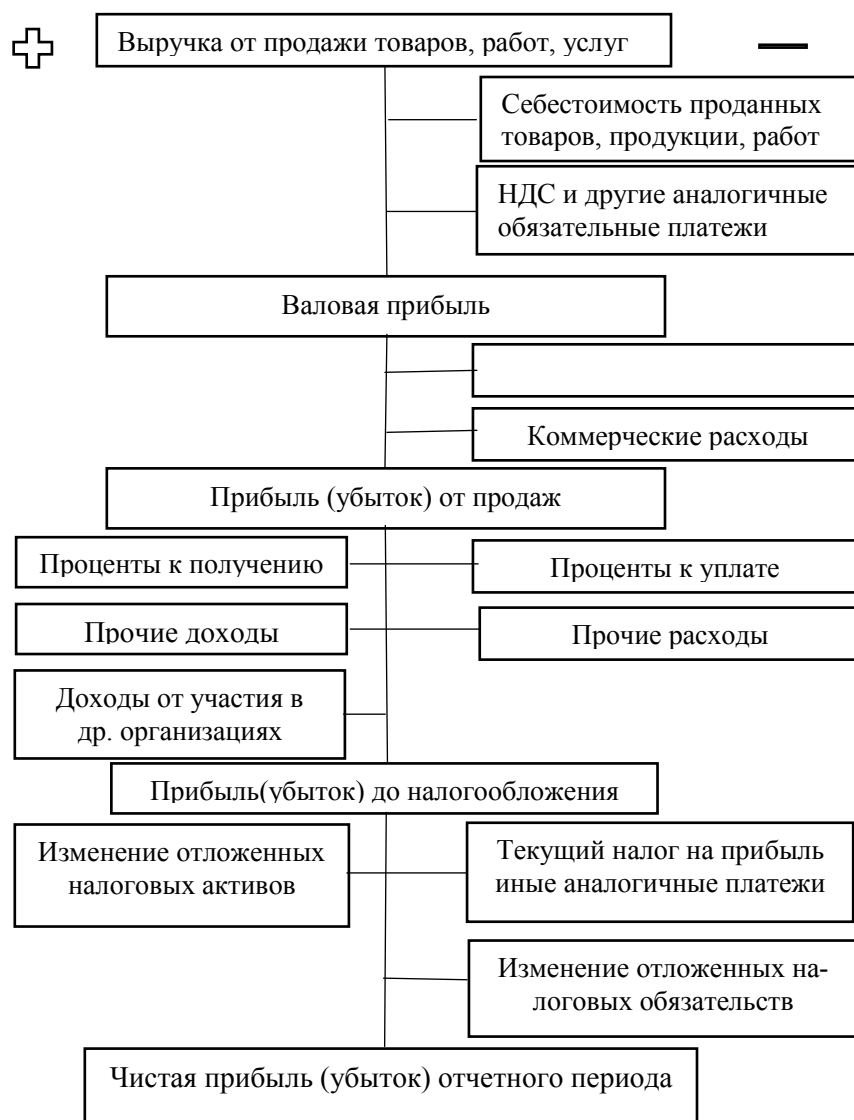 Выручка от продажи товаров, работ, услуг
Себестоимость проданных
товаров, продукции, работ
НДС и другие аналогичные
обязательные платежи
Валовая прибыль
Коммерческие расходы
Прибыль (убыток) от продаж
Проценты к получению
Проценты к уплате
Прочие доходы
Прочие расходы
Доходы от участия в
др. организациях
Прибыль(убыток) до налогообложения
Изменение отложенных
налоговых активов
Текущий налог на прибыль
иные аналогичные платежи
Изменение отложенных на-
логовых обязательств
Чистая прибыль (убыток) отчетного периода